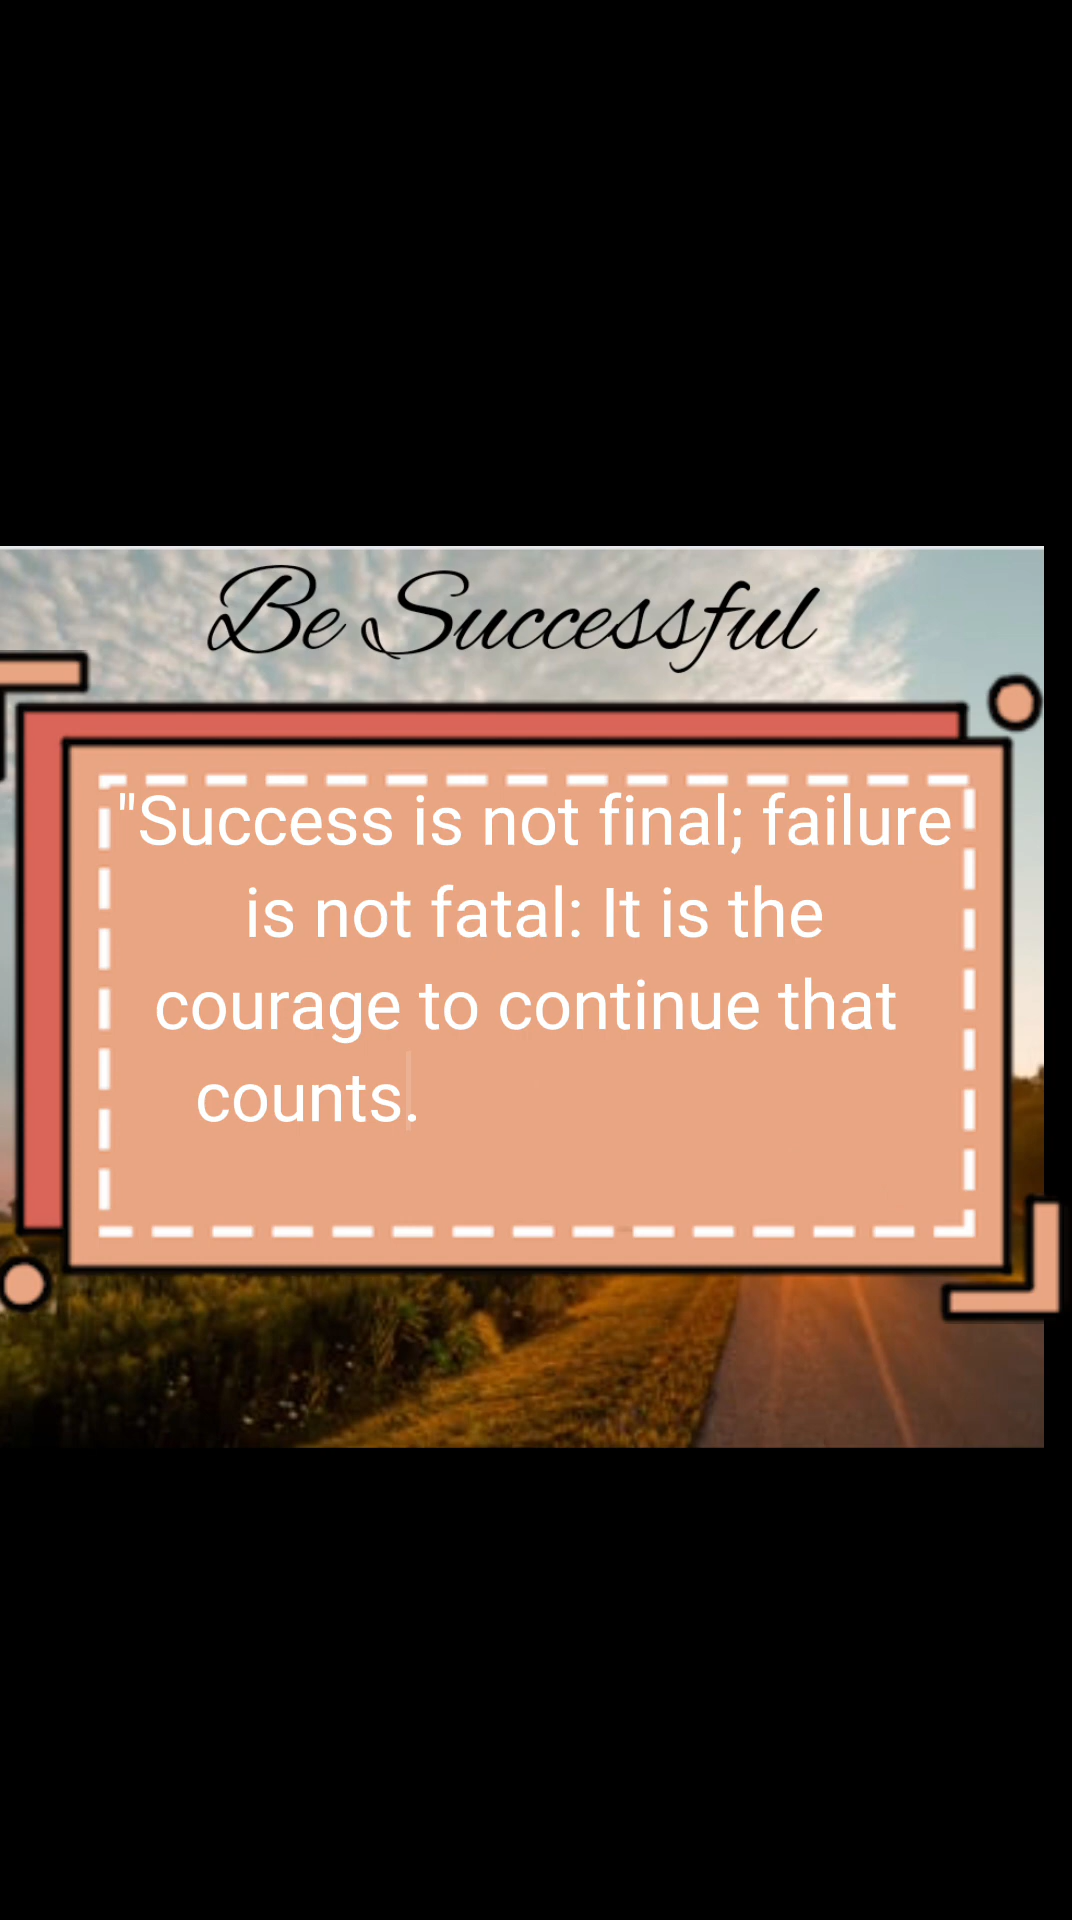 Be Successful
"Success is not final; failure
is not fatal: It is the
courage to continue that
counts.